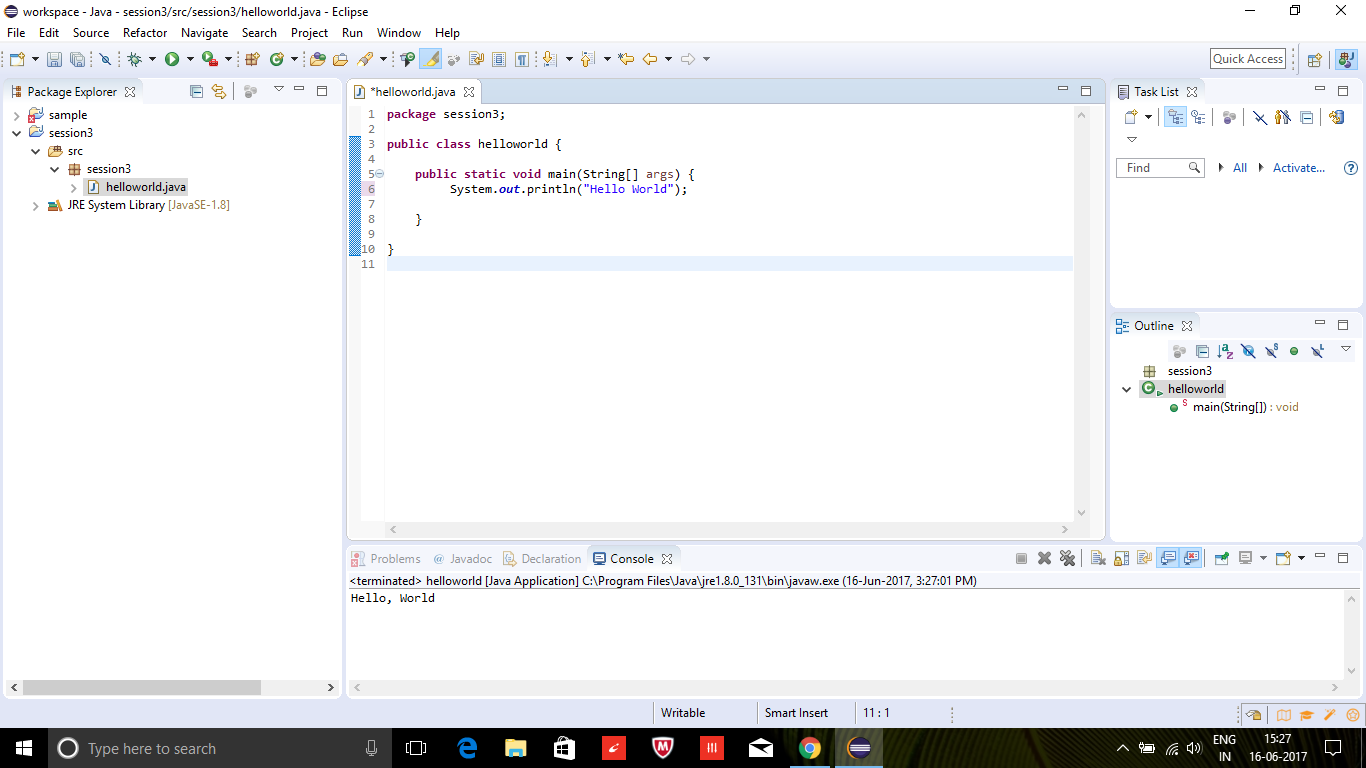 workspace - Java - session3/src/session3/helloworld.java - Eclipse
File Edit Source Refactor Navigate Search Project Run Window Help
Quick Access
Package Explorer
sample
session3
src
session3
helloworld.java
JRE System Library [JavaSE-1.8]
*helloworld.java
1 package session3;
2
3 public class helloworld {
4
5 public static void main(String[] args) {
6 System.out.println("Hello World");
7
8 }
9
10 }
11
Task List
Find All Activate...
Outline
session3
helloworld
main(String[]) : void
Problems @ Javadoc Declaration Console
<terminated> helloworld [Java Application] C:\Program Files\Java\jre1.8.0_131\bin\javaw.exe (16-Jun-2017, 3:27:01 PM)
Hello, World
Writable Smart Insert 11 : 1
Type here to search
ENG
IN
15:27
16-06-2017